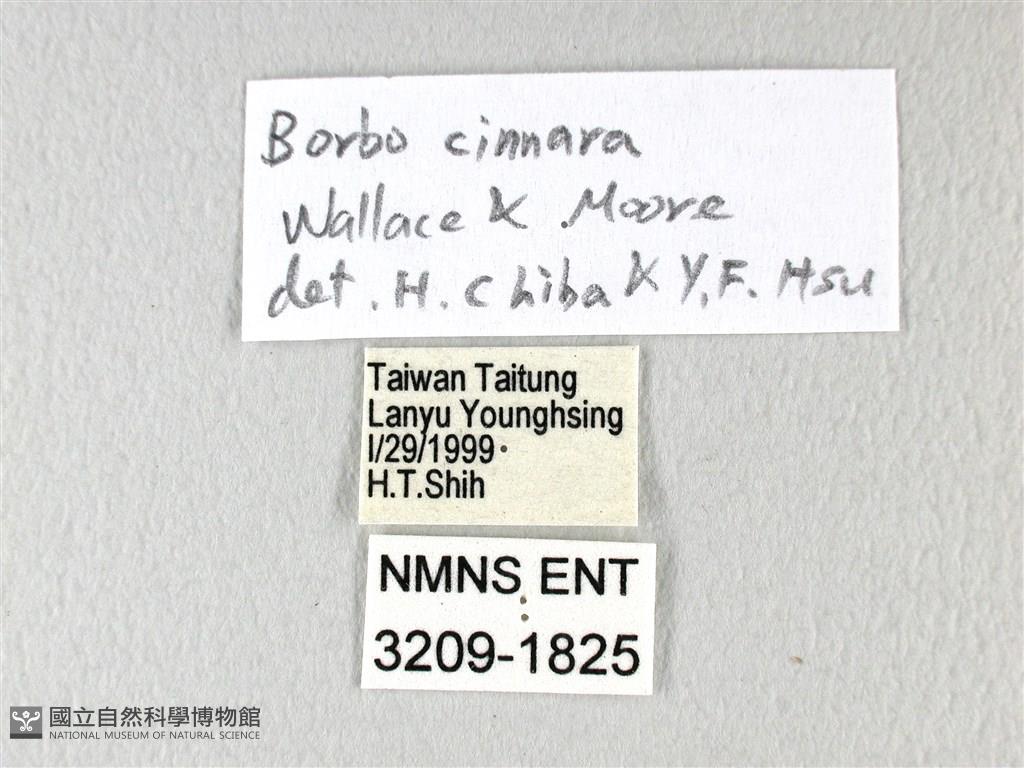 Borbo cinnara
Wallace & Moore
det. H. Chiba & Y.F. Hsu
Taiwan Taitung
Lanyu Younghsing
I/29/1999
H.T.Shih
NMNS ENT
3209-1825
國立自然科學博物館
NATIONAL MUSEUM OF NATURAL SCIENCE